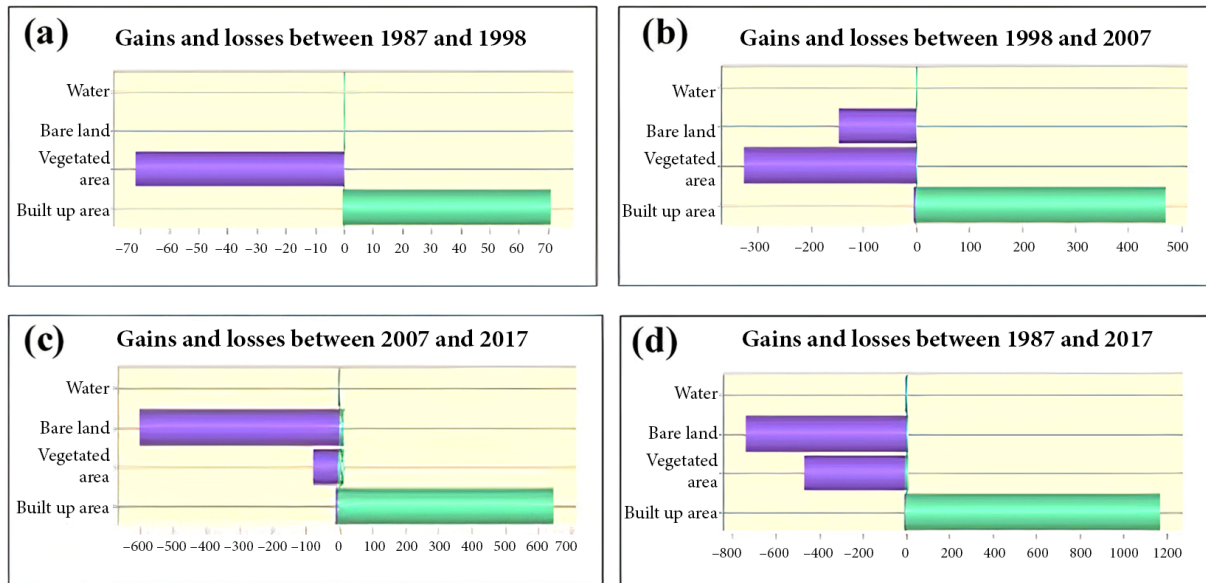 (a)
Gains and losses between 1987 and 1998
Water
Bare land
Vegetated
area
Built up area
−70 −60 −50 −40 −30 −20 −10 0 10 20 30 40 50 60 70
(b)
Gains and losses between 1998 and 2007
Water
Bare land
Vegetated
area
Built up area
−300 −200 −100 0 100 200 300 400 500
(c)
Gains and losses between 2007 and 2017
Water
Bare land
Vegetated
area
Built up area
−600 −500 −400 −300 −200 −100 0 100 200 300 400 500 600 700
(d)
Gains and losses between 1987 and 2017
Water
Bare land
Vegetated
area
Built up area
−800 −600 −400 −200 0 200 400 600 800 1000 1200